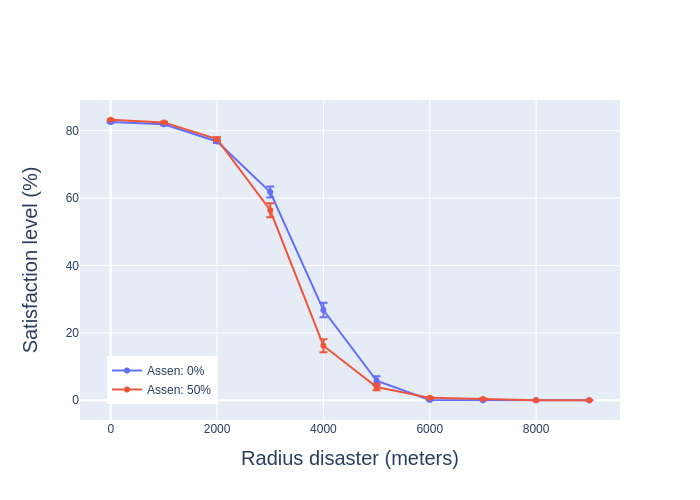 80
60
40
20
0
Satisfaction level (%)
Assen: 0%
Assen: 50%
0 2000 4000 6000 8000
Radius disaster (meters)